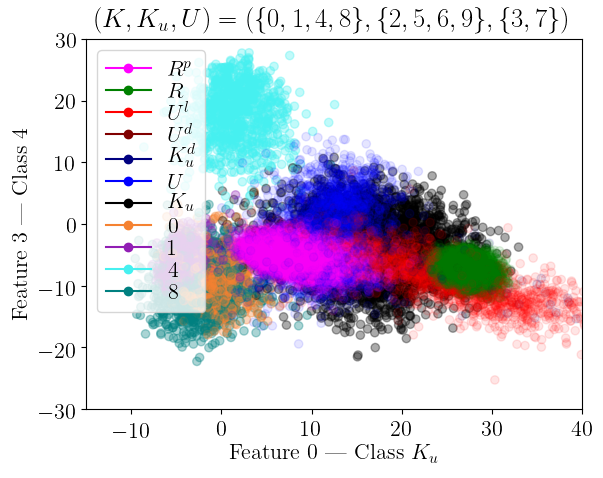 (K, K_u, U) = ({0, 1, 4, 8}, {2, 5, 6, 9}, {3, 7})
30
20
10
0
−10
−20
−30
Feature 3 — Class 4
R^p
R
U^l
U^d
K_u^d
U
K_u
0
1
4
8
−10
0
10
20
30
40
Feature 0 — Class K_u